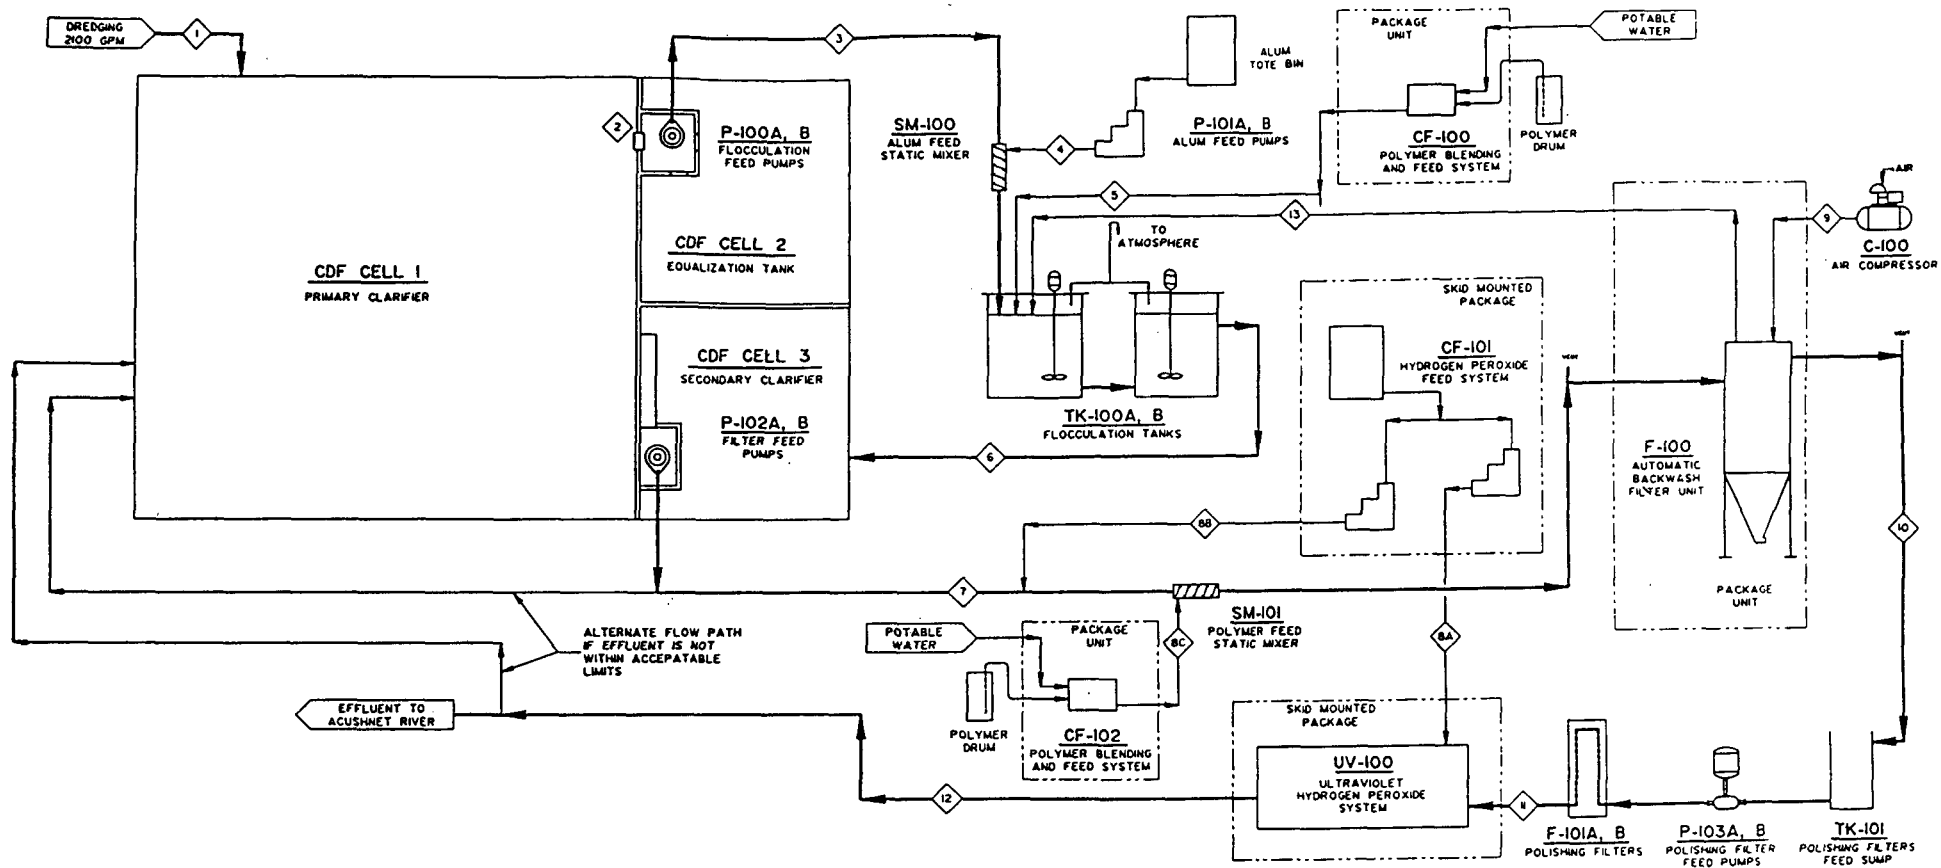 DREDGING
2100 GPM
1
2
3
P-100A, B
FLOCCULATION
FEED PUMPS
CDF CELL 1
PRIMARY CLARIFIER
CDF CELL 2
EQUALIZATION TANK
CDF CELL 3
SECONDARY CLARIFIER
P-102A, B
FILTER FEED
PUMPS
SM-100
ALUM FEED
STATIC MIXER
4
ALUM
TOTE BIN
P-101A, B
ALUM FEED PUMPS
PACKAGE
UNIT
POTABLE
WATER
CF-100
POLYMER BLENDING
AND FEED SYSTEM
POLYMER
DRUM
5
13
TO
ATMOSPHERE
AIR
9
C-100
AIR COMPRESSOR
TK-100A, B
FLOCCULATION TANKS
6
SKID MOUNTED
PACKAGE
CF-101
HYDROGEN PEROXIDE
FEED SYSTEM
VENT
VENT
F-100
AUTOMATIC
BACKWASH
FILTER UNIT
PACKAGE
UNIT
10
8B
7
SM-101
POLYMER FEED
STATIC MIXER
8A
8C
ALTERNATE FLOW PATH
IF EFFLUENT IS NOT
WITHIN ACCEPATABLE
LIMITS
POTABLE
WATER
PACKAGE
UNIT
POLYMER
DRUM
CF-102
POLYMER BLENDING
AND FEED SYSTEM
EFFLUENT TO
ACUSHNET RIVER
12
SKID MOUNTED
PACKAGE
UV-100
ULTRAVIOLET
HYDROGEN PEROXIDE
SYSTEM
11
F-101A, B
POLISHING FILTERS
P-103A, B
POLISHING FILTER
FEED PUMPS
TK-101
POLISHING FILTERS
FEED SUMP